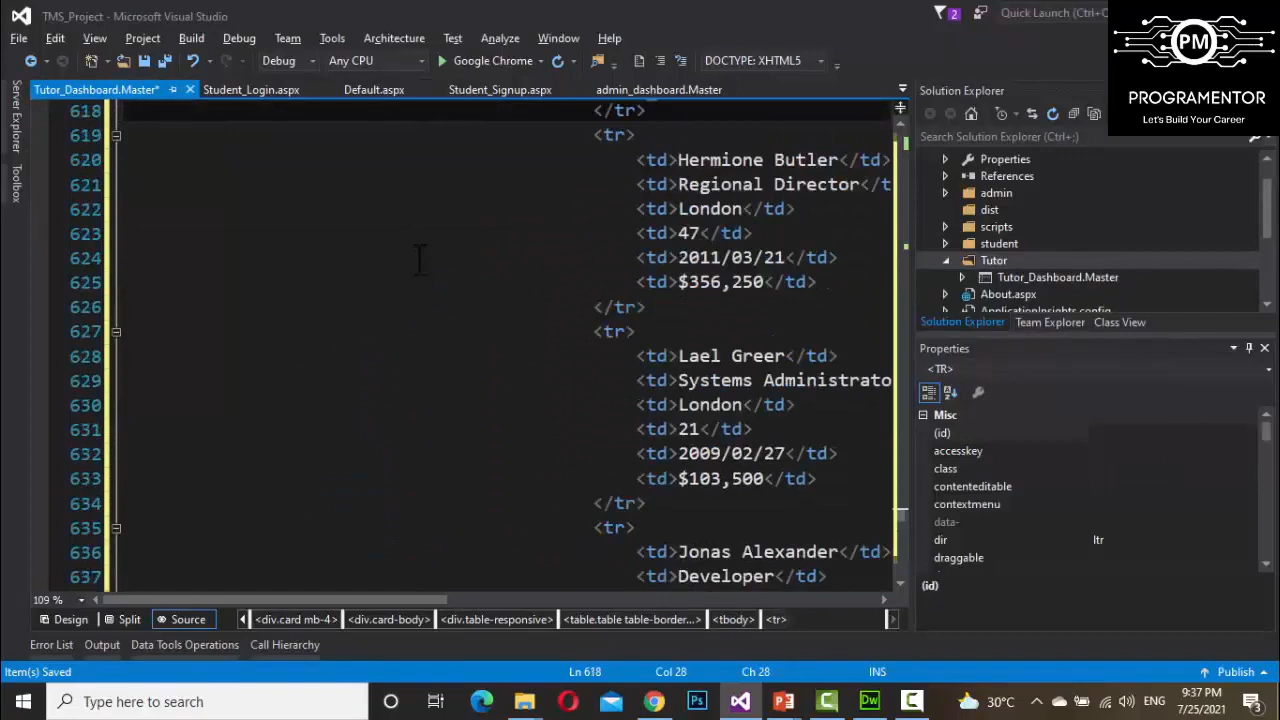 TMS_Project - Microsoft Visual Studio
2
Quick Launch (Ctrl+
File Edit View Project Build Debug Team Tools Architecture Test Analyze Window Help
Debug Any CPU Google Chrome DOCTYPE: XHTML5
PM
PROGRAMENTOR
Let's Build Your Career
Tutor_Dashboard.Master* Student_Login.aspx Default.aspx Student_Signup.aspx admin_dashboard.Master
Server Explorer
Toolbox
618 </tr>
619 <tr>
620 <td>Hermione Butler</td>
621 <td>Regional Director</t
622 <td>London</td>
623 <td>47</td>
624 <td>2011/03/21</td>
625 <td>$356,250</td>
626 </tr>
627 <tr>
628 <td>Lael Greer</td>
629 <td>Systems Administrato
630 <td>London</td>
631 <td>21</td>
632 <td>2009/02/27</td>
633 <td>$103,500</td>
634 </tr>
635 <tr>
636 <td>Jonas Alexander</td>
637 <td>Developer</td>
109 %
Design Split Source <div.card mb-4> <div.card-body> <div.table-responsive> <table.table table-border...> <tbody> <tr>
Solution Explorer
Search Solution Explorer (Ctrl+;)
Properties
References
admin
dist
scripts
student
Tutor
Tutor_Dashboard.Master
About.aspx
ApplicationInsights.config
Solution Explorer Team Explorer Class View
Properties
<TR>
Misc
(id)
accesskey
class
contenteditable
contextmenu
data-
dir ltr
draggable
(id)
Error List Output Data Tools Operations Call Hierarchy
Item(s) Saved Ln 618 Col 28 Ch 28 INS Publish
Type here to search
Ps
Dw
30°C
ENG
9:37 PM
7/25/2021
3